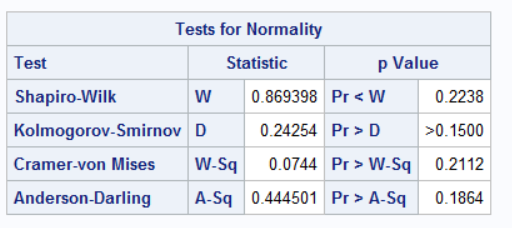 Tests for Normality
Test Statistic p Value
Shapiro-Wilk W 0.869398 Pr < W 0.2238
Kolmogorov-Smirnov D 0.24254 Pr > D >0.1500
Cramer-von Mises W-Sq 0.0744 Pr > W-Sq 0.2112
Anderson-Darling A-Sq 0.444501 Pr > A-Sq 0.1864